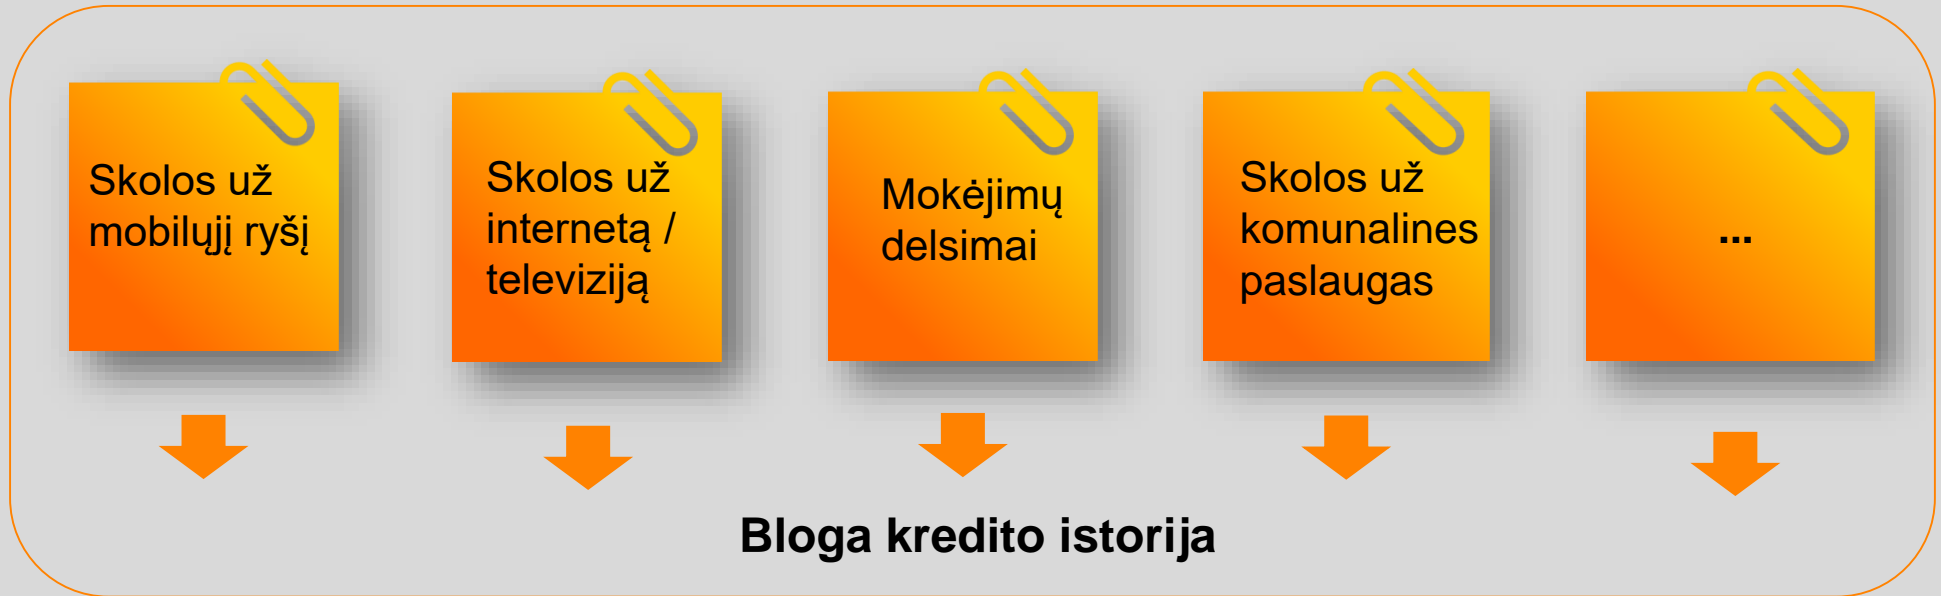 Skolos už
mobilųjį ryšį
Skolos už
internetą /
televiziją
Mokėjimų
delsimai
Skolos už
komunalines
paslaugas
...
Bloga kredito istorija